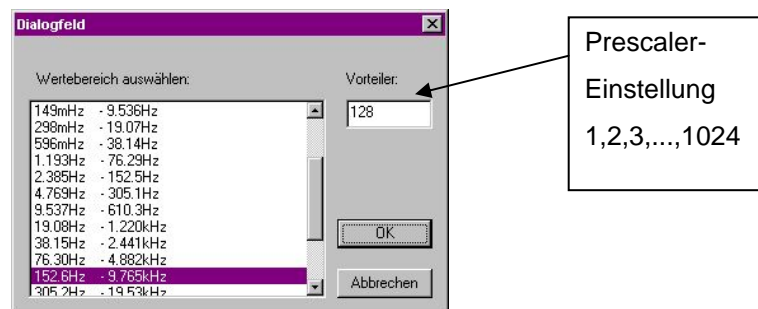 Dialogfeld
Wertebereich auswählen:
Vorteiler:
149mHz - 9.536Hz
298mHz - 19.07Hz
596mHz - 38.14Hz
1.193Hz - 76.29Hz
2.385Hz - 152.5Hz
4.769Hz - 305.1Hz
9.537Hz - 610.3Hz
19.08Hz - 1.220kHz
38.15Hz - 2.441kHz
76.30Hz - 4.882kHz
152.6Hz - 9.765kHz
305.2Hz - 19.53kHz
128
OK
Abbrechen
Prescaler-
Einstellung
1,2,3,...,1024